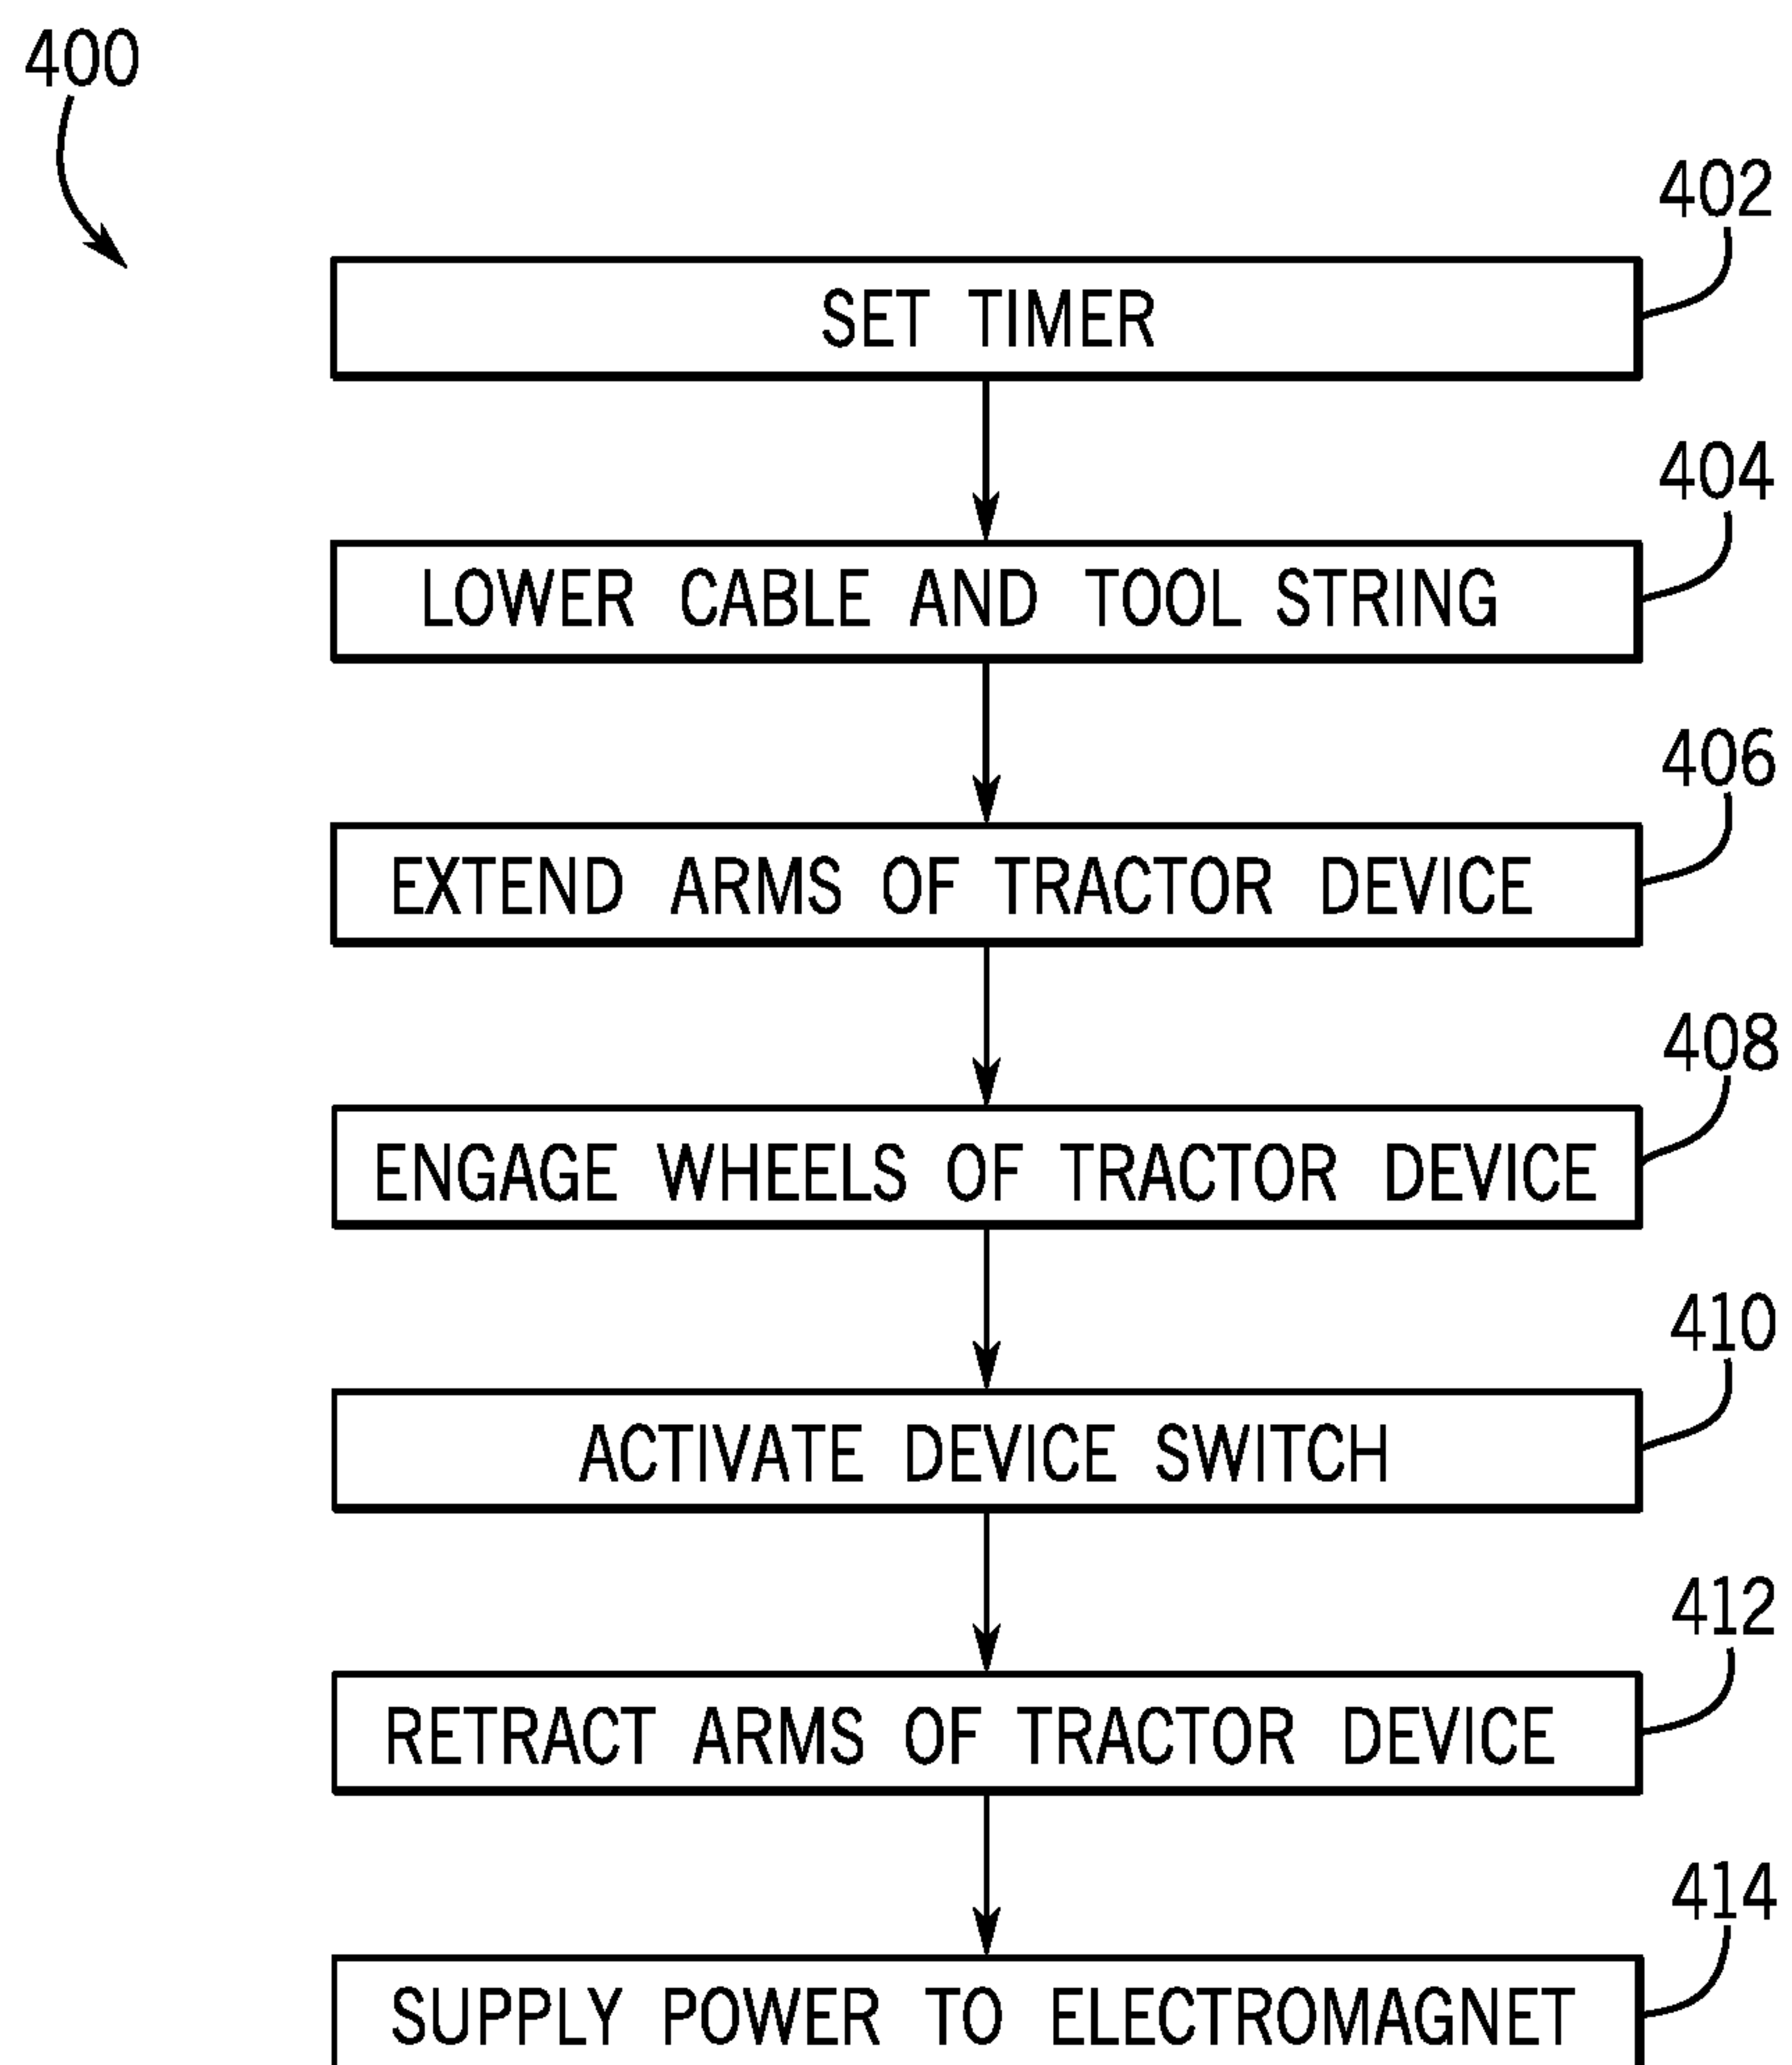 400
402
SET TIMER
404
LOWER CABLE AND TOOL STRING
406
EXTEND ARMS OF TRACTOR DEVICE
408
ENGAGE WHEELS OF TRACTOR DEVICE
410
ACTIVATE DEVICE SWITCH
412
RETRACT ARMS OF TRACTOR DEVICE
414
SUPPLY POWER TO ELECTROMAGNET